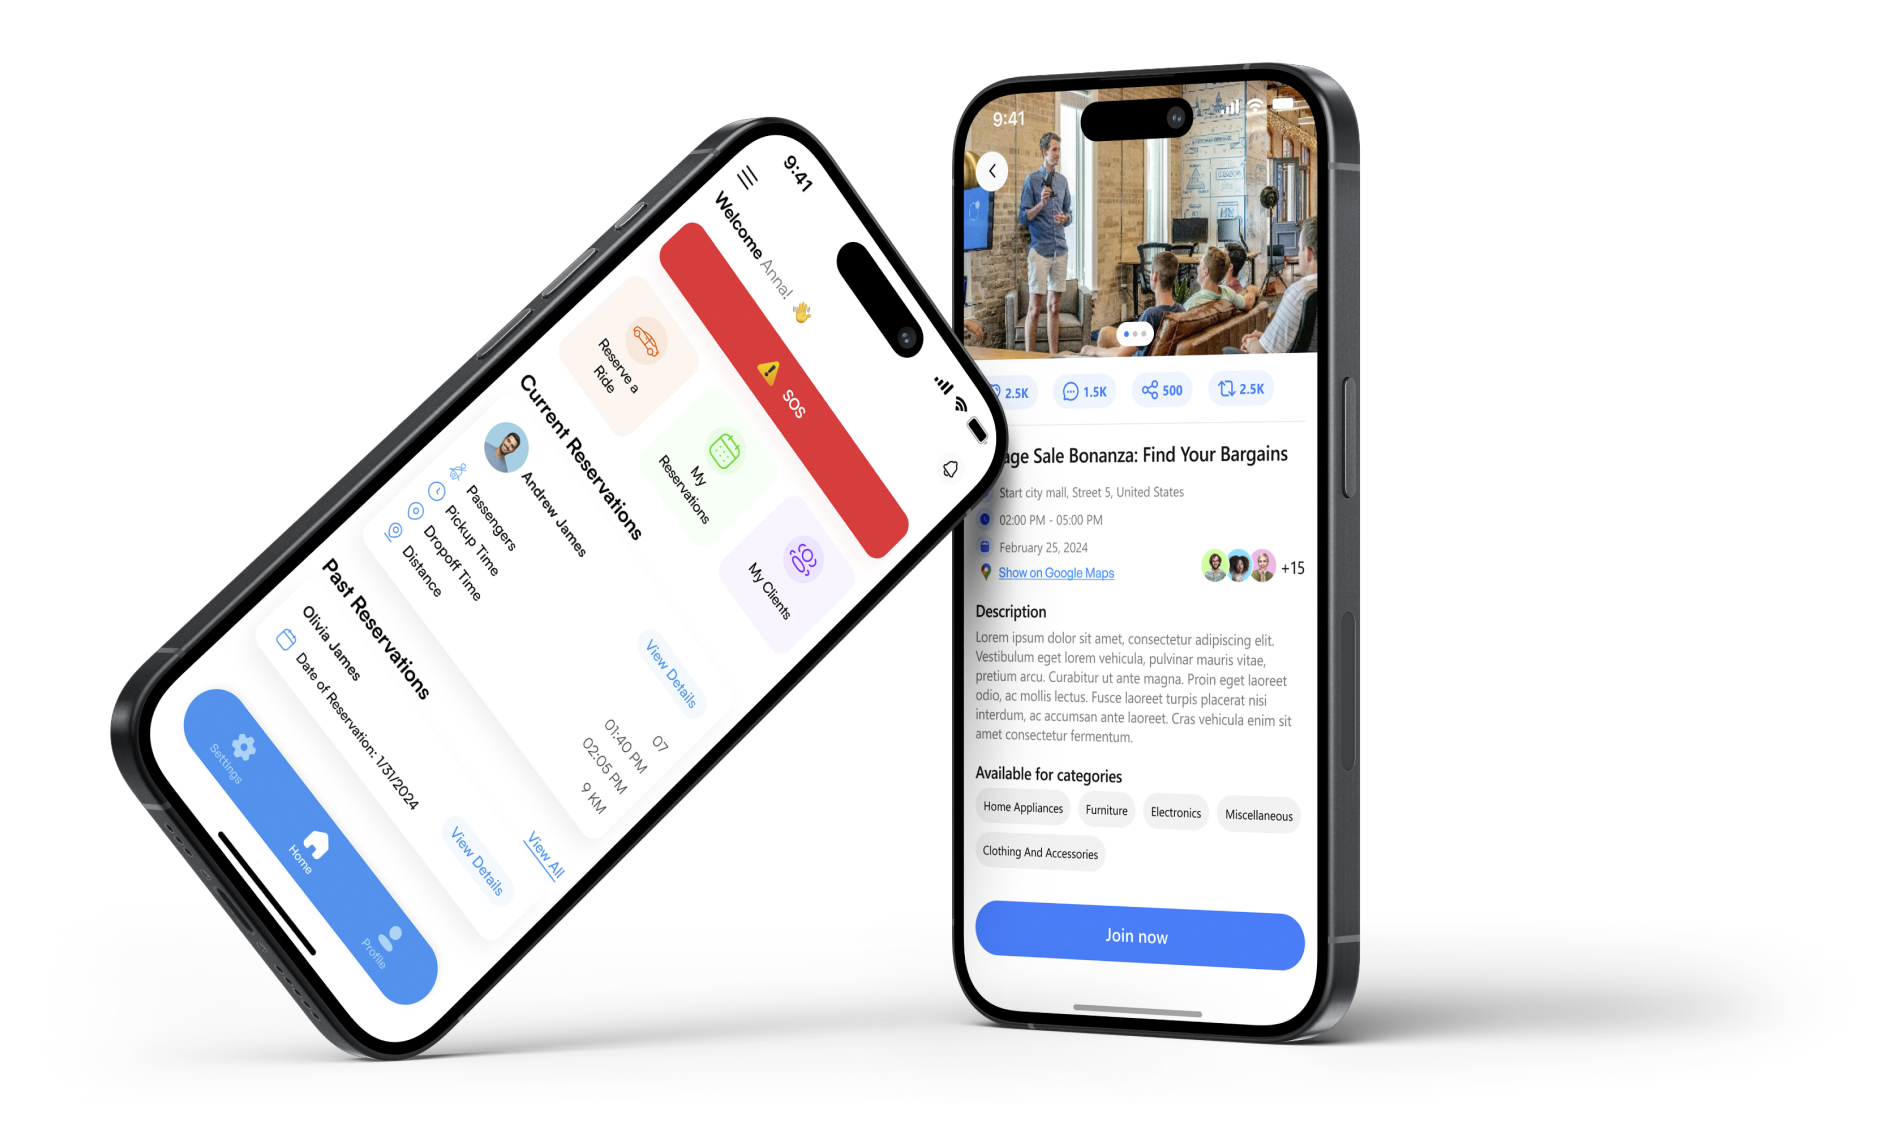 9:41
Welcome Anna! 👋
SOS
Reserve a
Ride
My
Reservations
My Clients
Current Reservations
Andrew James
View Details
Passengers
07
Pickup Time
01:40 PM
Dropoff Time
02:05 PM
Distance
9 KM
Past Reservations
View All
Olivia James
Date of Reservation: 1/31/2024
View Details
Settings
Home
Profile
9:41
2.5K
1.5K
500
2.5K
Sale Bonanza: Find Your Bargains
Start city mall, Street 5, United States
02:00 PM - 05:00 PM
February 25, 2024
Show on Google Maps
+15
Description
Lorem ipsum dolor sit amet, consectetur adipiscing elit.
Vestibulum eget lorem vehicula, pulvinar mauris vitae,
pretium arcu. Curabitur ut ante magna. Proin eget laoreet
odio, ac mollis lectus. Fusce laoreet turpis placerat nisi
interdum, ac accumsan ante laoreet. Cras vehicula enim sit
amet consectetur fermentum.
Available for categories
Home Appliances
Furniture
Electronics
Miscellaneous
Clothing And Accessories
Join now